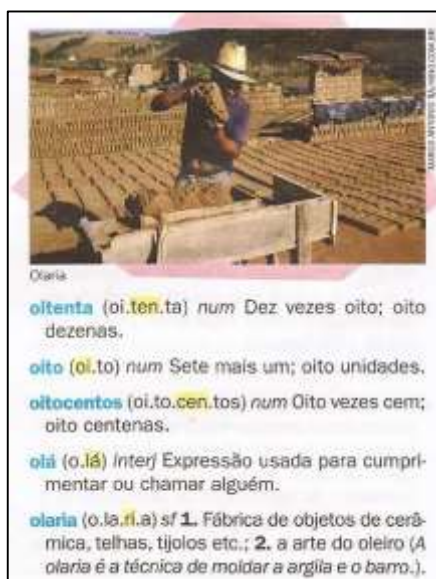 Olaria
oitenta (oi.ten.ta) num Dez vezes oito; oito
dezenas.
oito (oi.to) num Sete mais um; oito unidades.
oitocentos (oi.to.cen.tos) num Oito vezes cem;
oito centenas.
olá (o.lá) interj Expressão usada para cumpri-
mentar ou chamar alguém.
olaria (o.la.ri.a) sf 1. Fábrica de objetos de cerâ-
mica, telhas, tijolos etc.; 2. a arte do oleiro (A
olaria é a técnica de moldar a argila e o barro.).